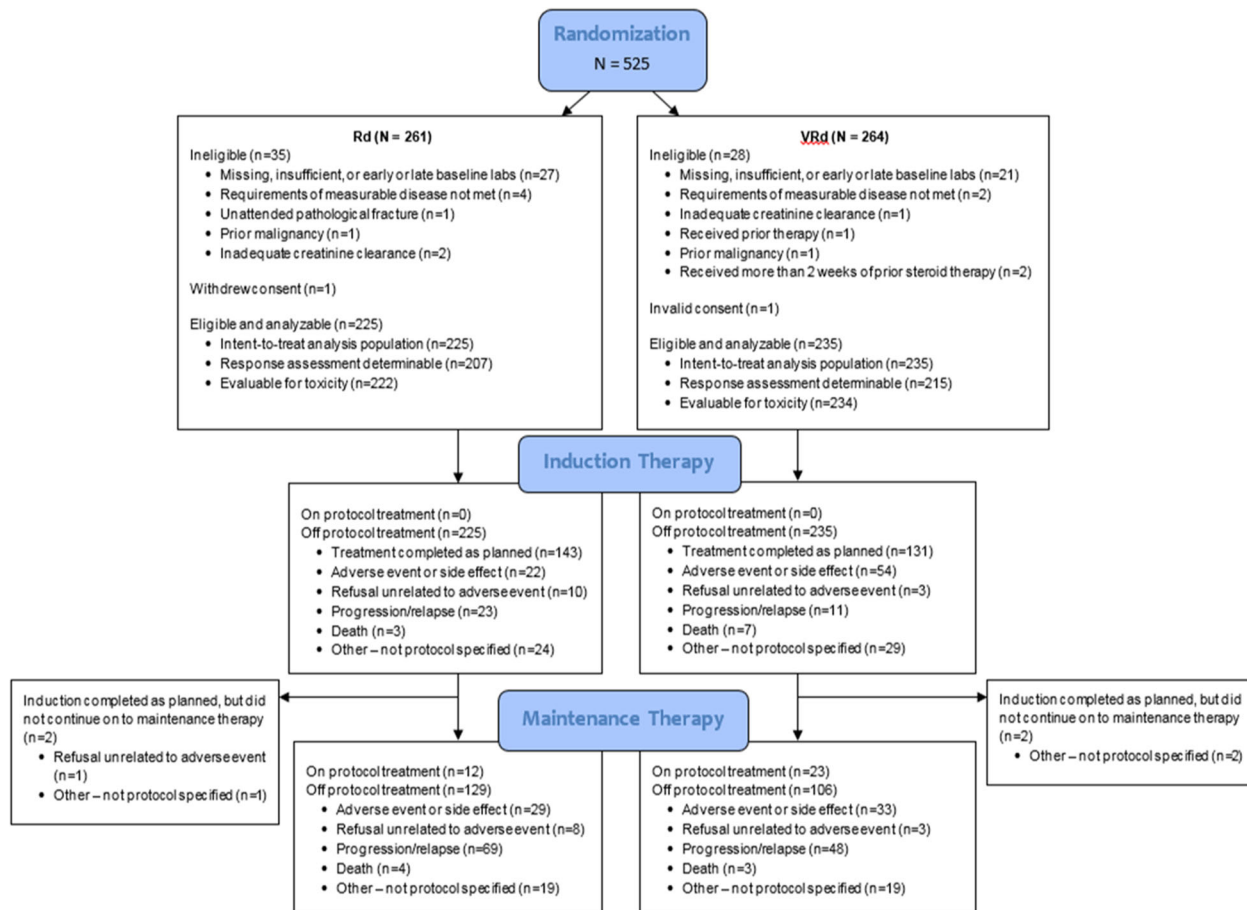 Randomization
N = 525
Rd (N = 261)
Ineligible (n=35)
• Missing, insufficient, or early or late baseline labs (n=27)
• Requirements of measurable disease not met (n=4)
• Unattended pathological fracture (n=1)
• Prior malignancy (n=1)
• Inadequate creatinine clearance (n=2)
Withdrew consent (n=1)
Eligible and analyzable (n=225)
• Intent-to-treat analysis population (n=225)
• Response assessment determinable (n=207)
• Evaluable for toxicity (n=222)
VRd (N = 264)
Ineligible (n=28)
• Missing, insufficient, or early or late baseline labs (n=21)
• Requirements of measurable disease not met (n=2)
• Inadequate creatinine clearance (n=1)
• Received prior therapy (n=1)
• Prior malignancy (n=1)
• Received more than 2 weeks of prior steroid therapy (n=2)
Invalid consent (n=1)
Eligible and analyzable (n=235)
• Intent-to-treat analysis population (n=235)
• Response assessment determinable (n=215)
• Evaluable for toxicity (n=234)
Induction Therapy
On protocol treatment (n=0)
Off protocol treatment (n=225)
• Treatment completed as planned (n=143)
• Adverse event or side effect (n=22)
• Refusal unrelated to adverse event (n=10)
• Progression/relapse (n=23)
• Death (n=3)
• Other – not protocol specified (n=24)
On protocol treatment (n=0)
Off protocol treatment (n=235)
• Treatment completed as planned (n=131)
• Adverse event or side effect (n=54)
• Refusal unrelated to adverse event (n=3)
• Progression/relapse (n=11)
• Death (n=7)
• Other – not protocol specified (n=29)
Induction completed as planned, but did
not continue on to maintenance therapy
(n=2)
• Refusal unrelated to adverse event
(n=1)
• Other – not protocol specified (n=1)
Induction completed as planned, but did
not continue on to maintenance therapy
(n=2)
• Other – not protocol specified (n=2)
Maintenance Therapy
On protocol treatment (n=12)
Off protocol treatment (n=129)
• Adverse event or side effect (n=29)
• Refusal unrelated to adverse event (n=8)
• Progression/relapse (n=69)
• Death (n=4)
• Other – not protocol specified (n=19)
On protocol treatment (n=23)
Off protocol treatment (n=106)
• Adverse event or side effect (n=33)
• Refusal unrelated to adverse event (n=3)
• Progression/relapse (n=48)
• Death (n=3)
• Other – not protocol specified (n=19)